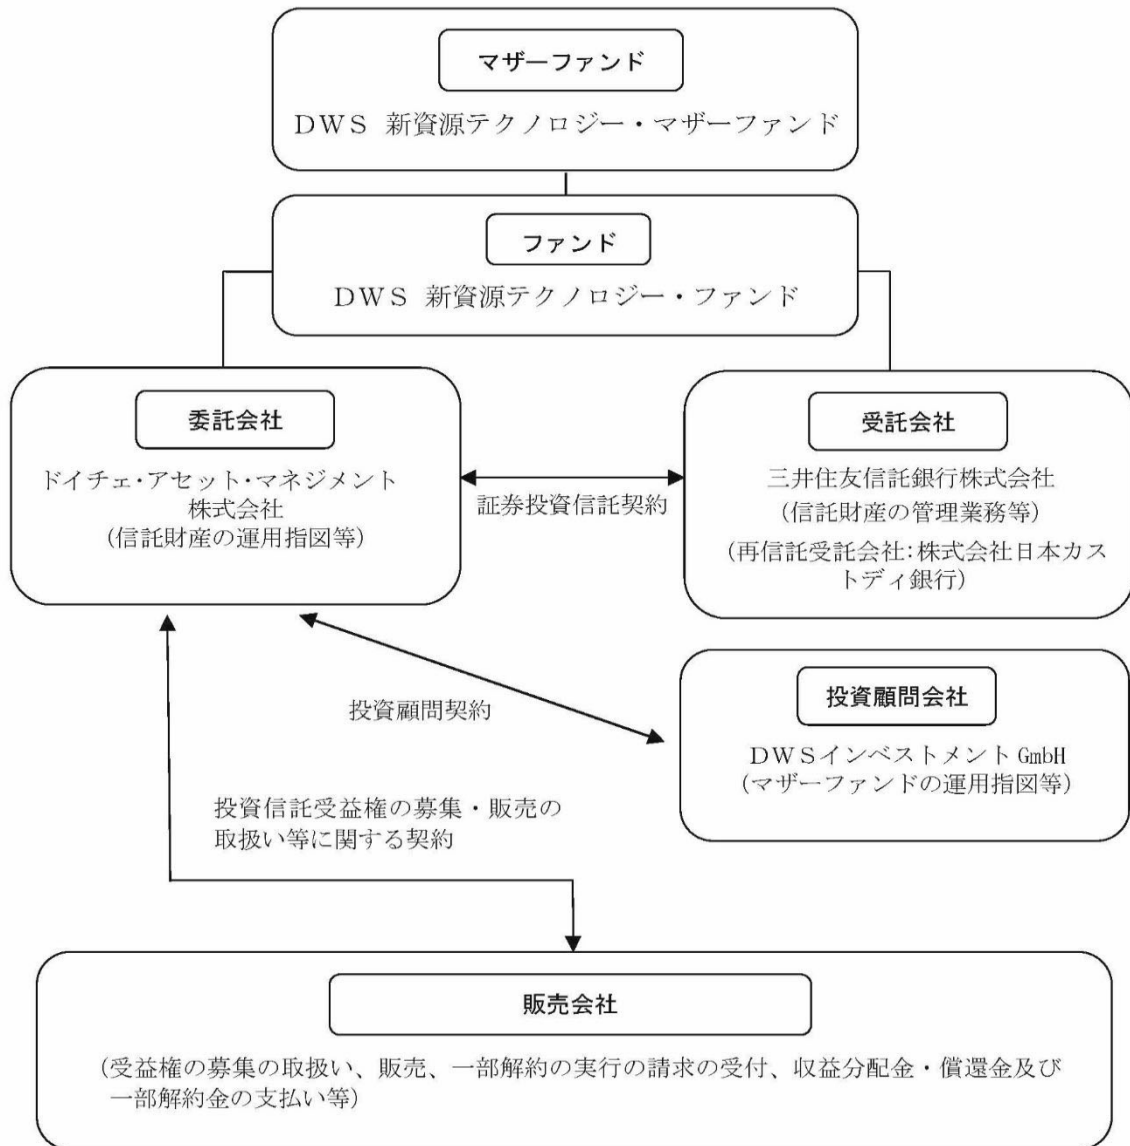 マザーファンド
DWS 新資源テクノロジー・マザーファンド
ファンド
DWS 新資源テクノロジー・ファンド
委託会社
ドイチェ・アセット・マネジメント
株式会社
(信託財産の運用指図等)
証券投資信託契約
受託会社
三井住友信託銀行株式会社
(信託財産の管理業務等)
(再信託受託会社:株式会社日本カス
トディ銀行)
投資顧問契約
投資顧問会社
DWSインベストメント GmbH
(マザーファンドの運用指図等)
投資信託受益権の募集・販売の
取扱い等に関する契約
販売会社
(受益権の募集の取扱い、販売、一部解約の実行の請求の受付、収益分配金・償還金及び
一部解約金の支払い等)